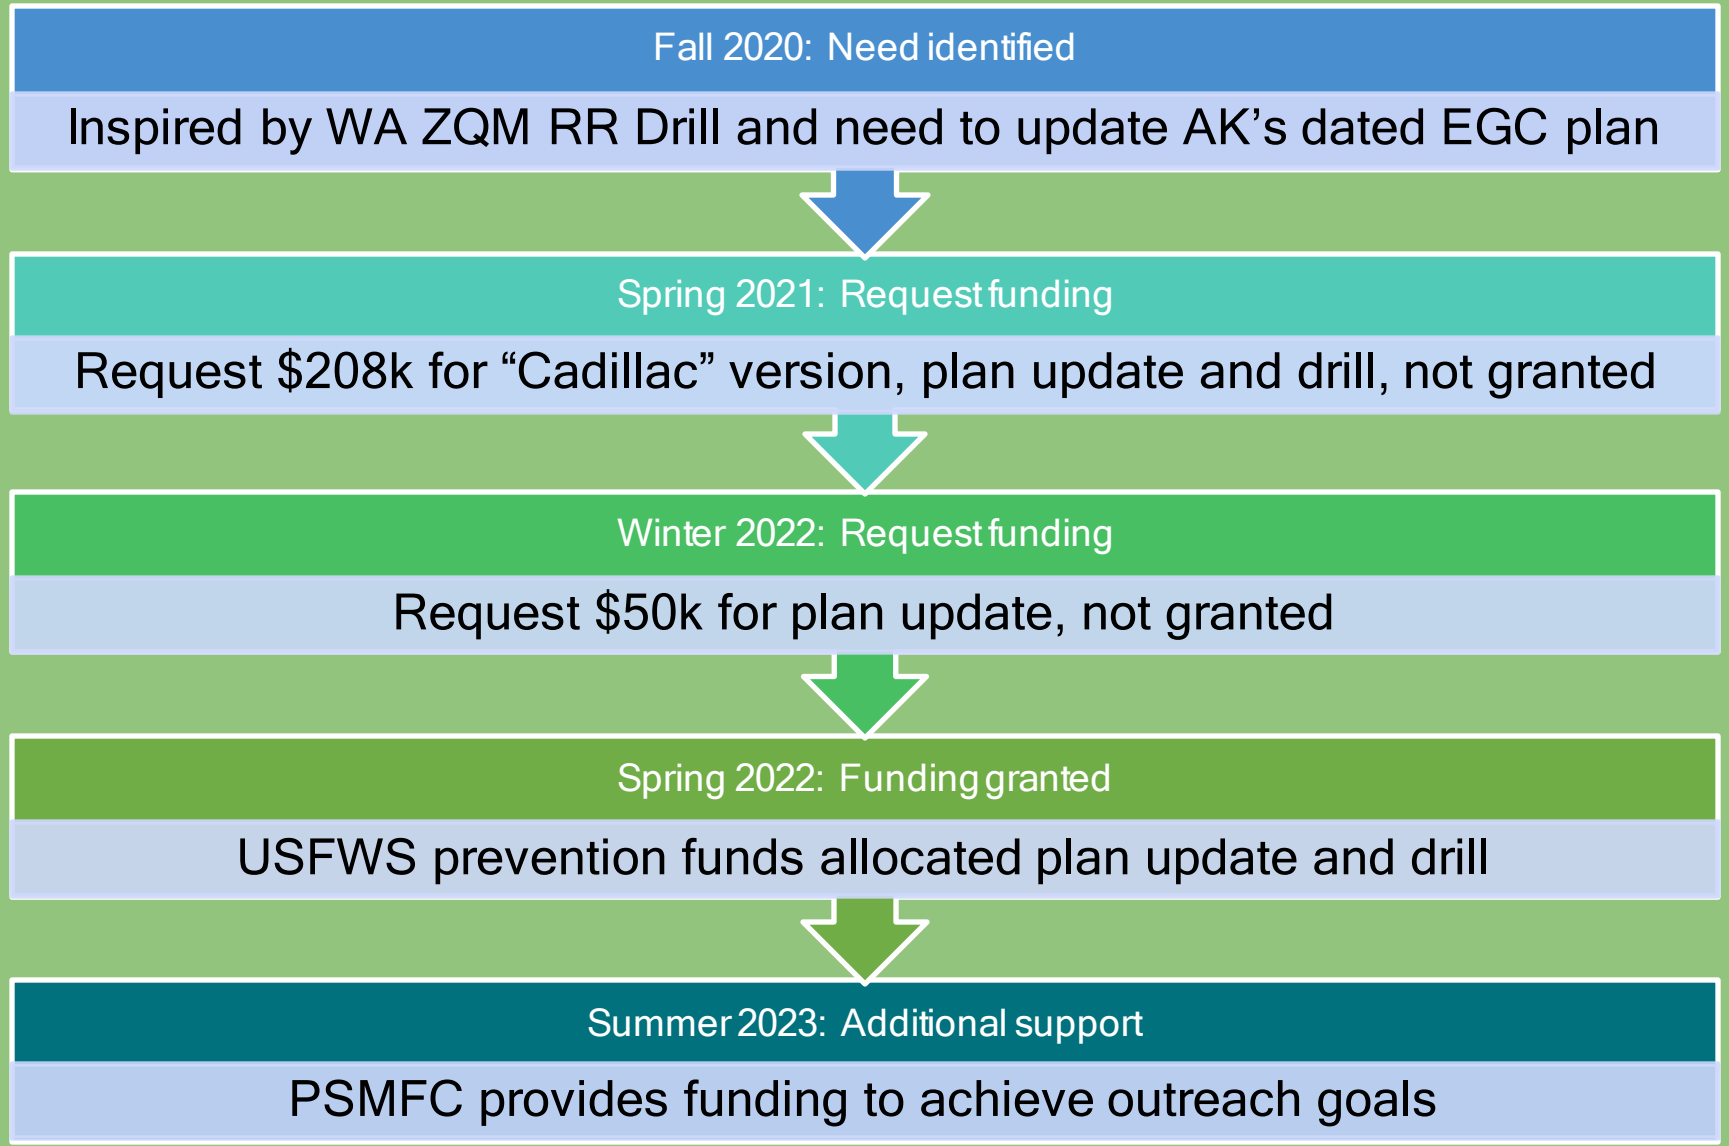 Fall 2020: Need identified
Inspired by WA ZQM RR Drill and need to update AK’s dated EGC plan
Spring 2021: Request funding
Request $208k for “Cadillac” version, plan update and drill, not granted
Winter 2022: Request funding
Request $50k for plan update, not granted
Spring 2022: Funding granted
USFWS prevention funds allocated plan update and drill
Summer 2023: Additional support
PSMFC provides funding to achieve outreach goals